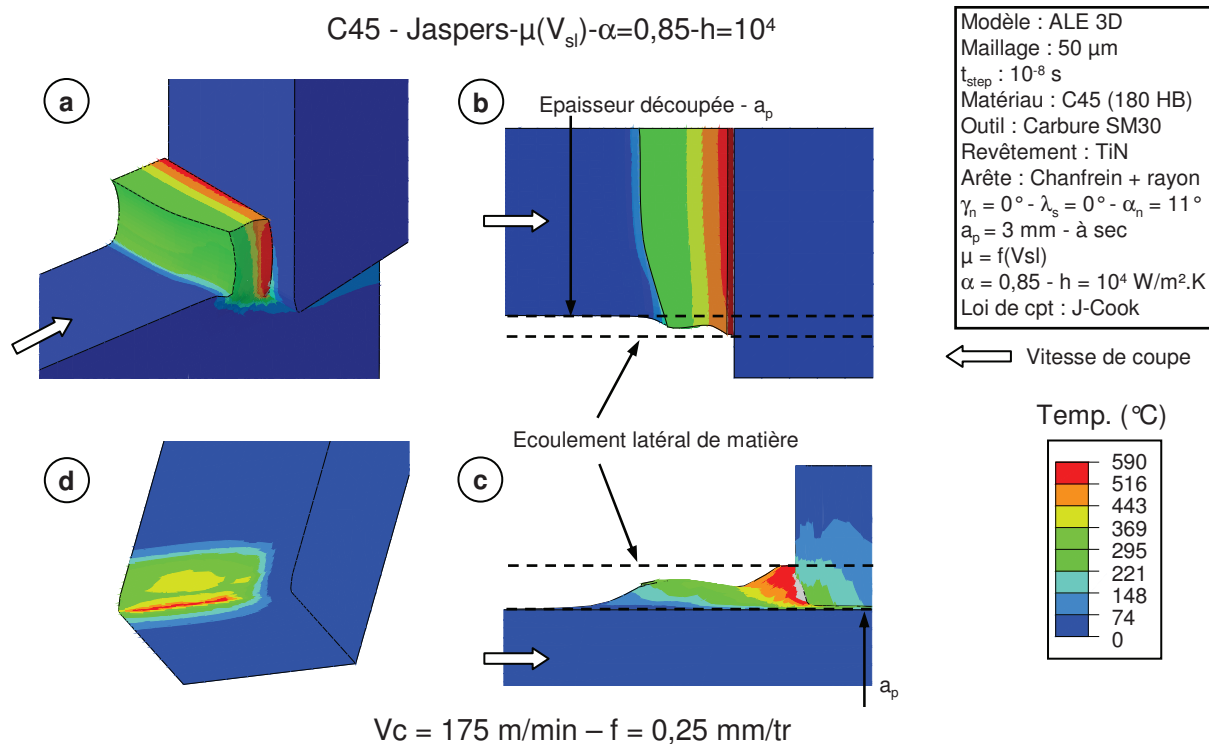 C45 - Jaspers-µ(Vsl)-α=0,85-h=10⁴
Modèle : ALE 3D
Maillage : 50 µm
tstep : 10⁻⁸ s
Matériau : C45 (180 HB)
Outil : Carbure SM30
Revêtement : TiN
Arête : Chanfrein + rayon
γn = 0° - λs = 0° - αn = 11°
ap = 3 mm - à sec
µ = f(Vsl)
α = 0,85 - h = 10⁴ W/m².K
Loi de cpt : J-Cook
Vitesse de coupe
a
b
Epaisseur découpée - ap
Ecoulement latéral de matière
d
c
ap
Temp. (°C)
590
516
443
369
295
221
148
74
0
Vc = 175 m/min – f = 0,25 mm/tr